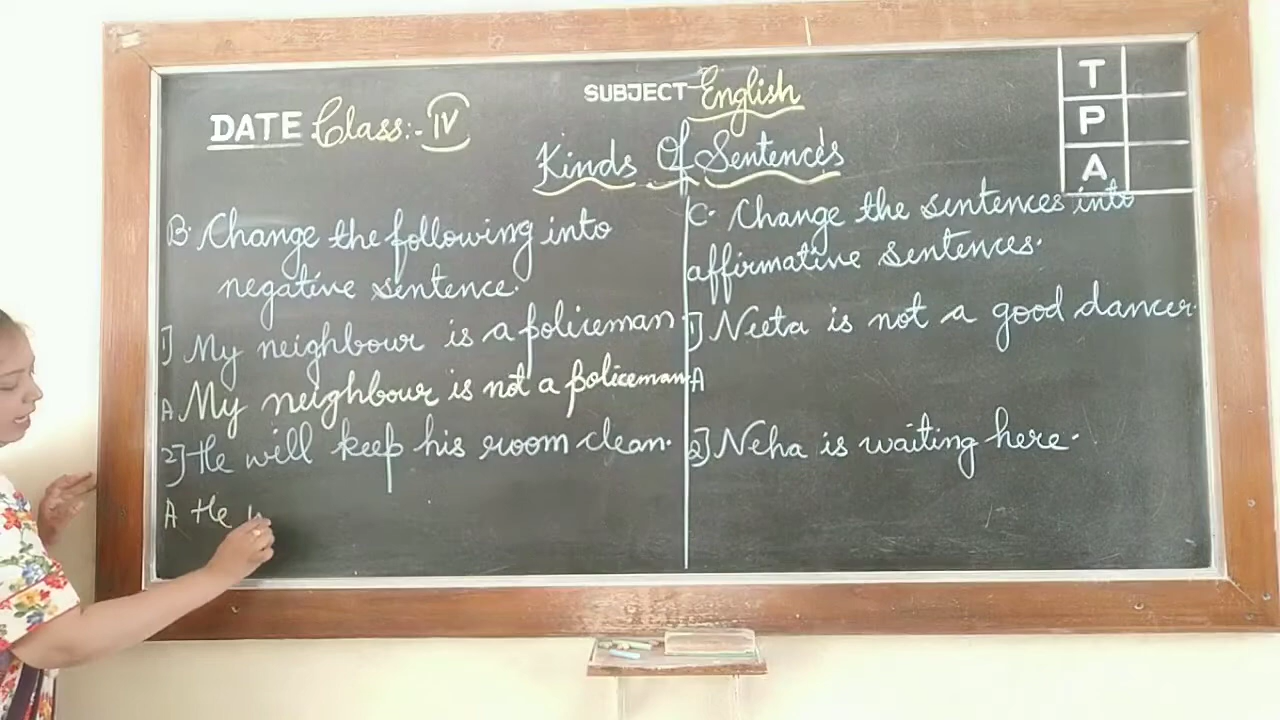 SUBJECT English
DATE Class:- IV
Kinds Of Sentences
T
P
A
B. Change the following into
negative sentence.
1] My neighbour is a policeman
A My neighbour is not a policeman
2] He will keep his room clean.
A He
C. Change the sentences into
affirmative sentences.
1] Neeta is not a good dancer.
A
2] Neha is waiting here.